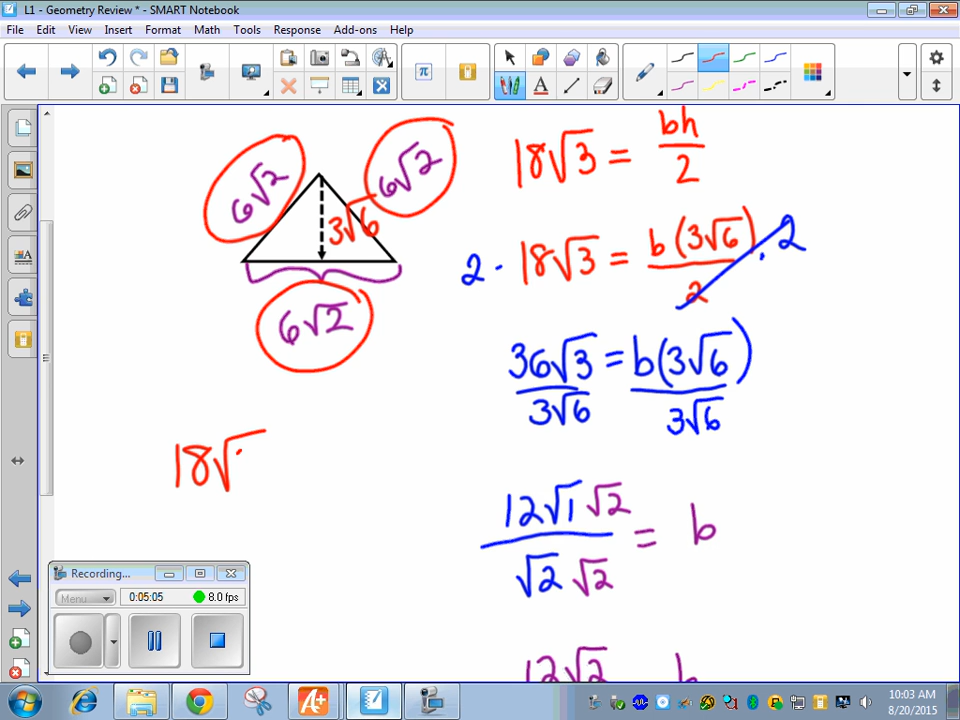 L1 - Geometry Review * - SMART Notebook
File Edit View Insert Format Math Tools Response Add-ons Help
6√2
6√2
3√6
6√2
18√3 = bh/2
2 · 18√3 = b(3√6)/2 · 2
36√3/3√6 = b(3√6)/3√6
18√
12√1√2/√2√2 = b
12√2 b
Recording...
Menu 0:05:05 8.0 fps
A+
10:03 AM
8/20/2015